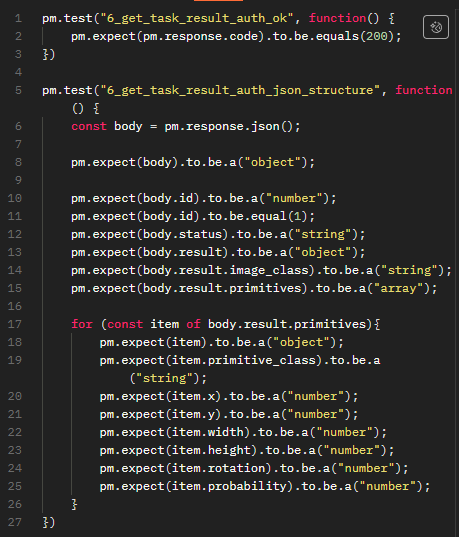 1 pm.test("6_get_task_result_auth_ok", function() {
2     pm.expect(pm.response.code).to.be.equals(200);
3 })
4
5 pm.test("6_get_task_result_auth_json_structure", function
() {
6     const body = pm.response.json();
7
8     pm.expect(body).to.be.a("object");
9
10     pm.expect(body.id).to.be.a("number");
11     pm.expect(body.id).to.be.equal(1);
12     pm.expect(body.status).to.be.a("string");
13     pm.expect(body.result).to.be.a("object");
14     pm.expect(body.result.image_class).to.be.a("string");
15     pm.expect(body.result.primitives).to.be.a("array");
16
17     for (const item of body.result.primitives){
18         pm.expect(item).to.be.a("object");
19         pm.expect(item.primitive_class).to.be.a
("string");
20         pm.expect(item.x).to.be.a("number");
21         pm.expect(item.y).to.be.a("number");
22         pm.expect(item.width).to.be.a("number");
23         pm.expect(item.height).to.be.a("number");
24         pm.expect(item.rotation).to.be.a("number");
25         pm.expect(item.probability).to.be.a("number");
26     }
27 })